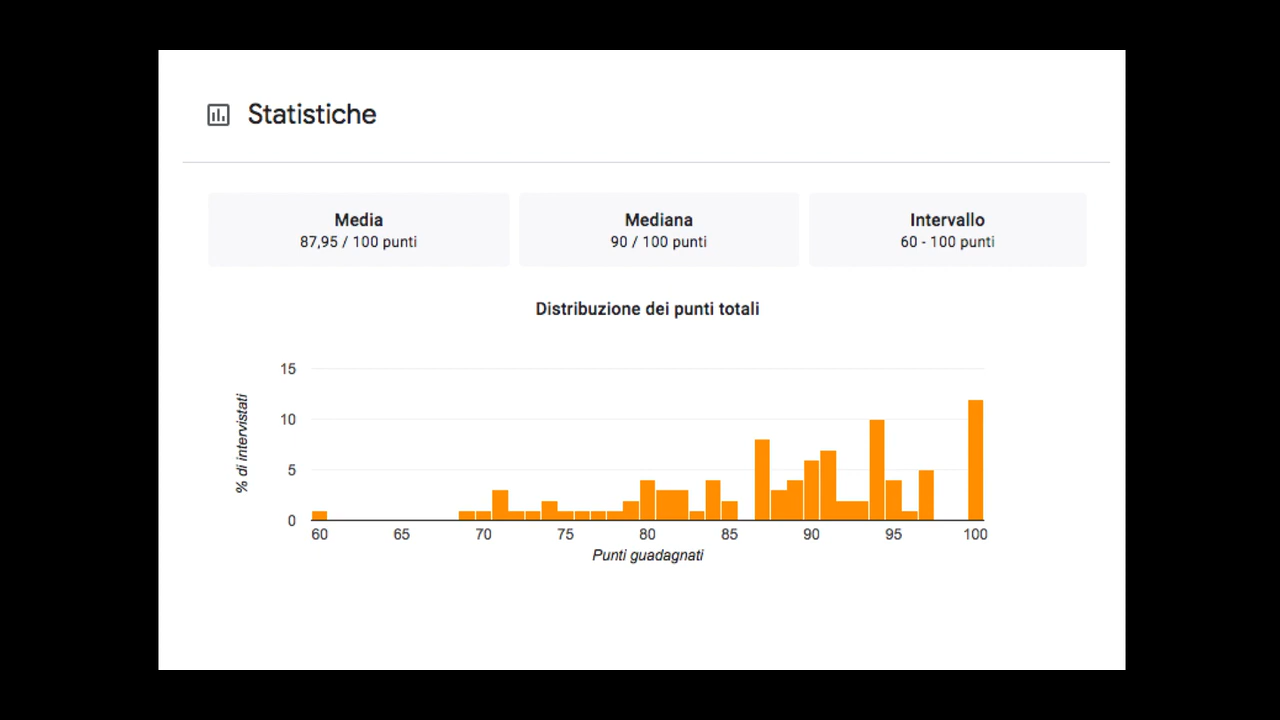 Statistiche
Media
87,95 / 100 punti
Mediana
90 / 100 punti
Intervallo
60 - 100 punti
Distribuzione dei punti totali
% di intervistati
15
10
5
0
60 65 70 75 80 85 90 95 100
Punti guadagnati